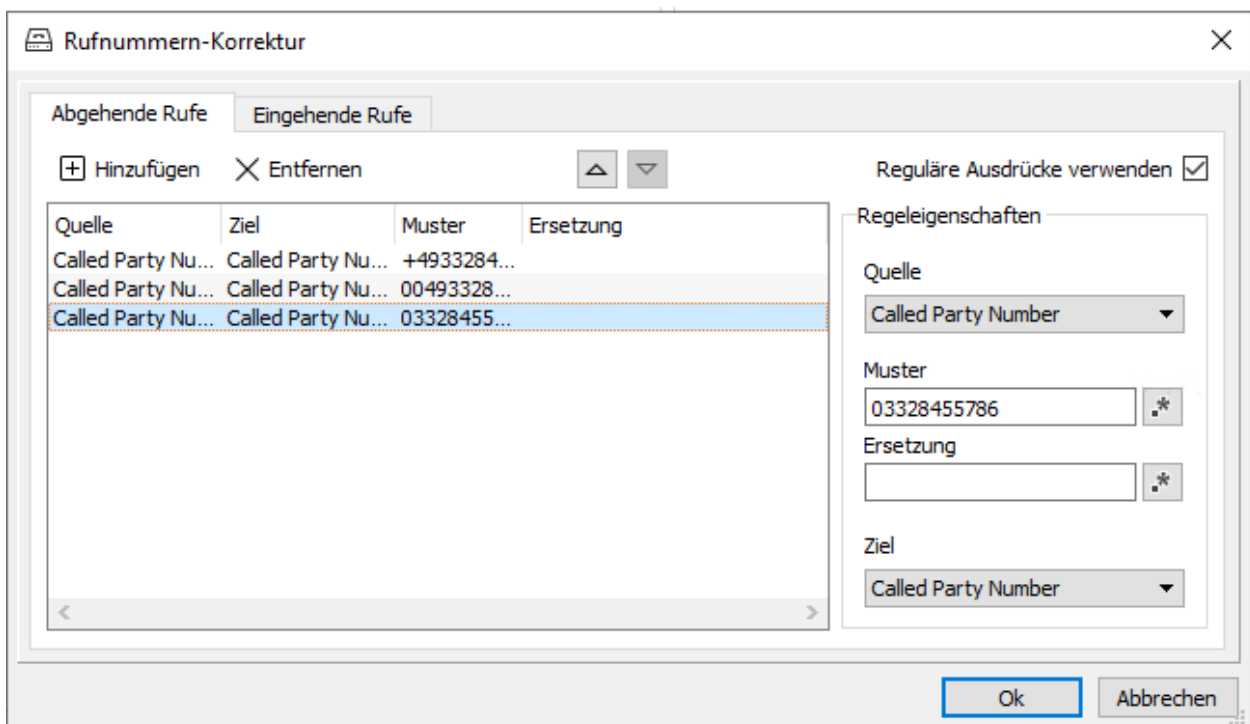 Rufnummern-Korrektur
Abgehende Rufe Eingehende Rufe
Hinzufügen Entfernen Reguläre Ausdrücke verwenden
Regeleigenschaften
Quelle Ziel Muster Ersetzung
Called Party Nu... Called Party Nu... +4933284...
Called Party Nu... Called Party Nu... 00493328...
Called Party Nu... Called Party Nu... 03328455...
Quelle
Called Party Number
Muster
03328455786
.*
Ersetzung
.*
Ziel
Called Party Number
Ok Abbrechen